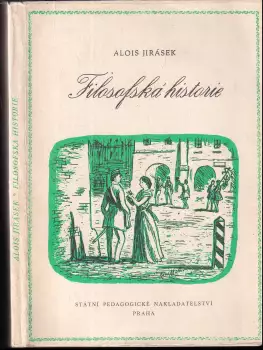 ALOIS JIRÁSEK
Filosofská historie
STÁTNÍ PEDAGOGICKÉ NAKLADATELSTVÍ
PRAHA
ALOIS JIRÁSEK * FILOSOFSKÁ HISTORIE